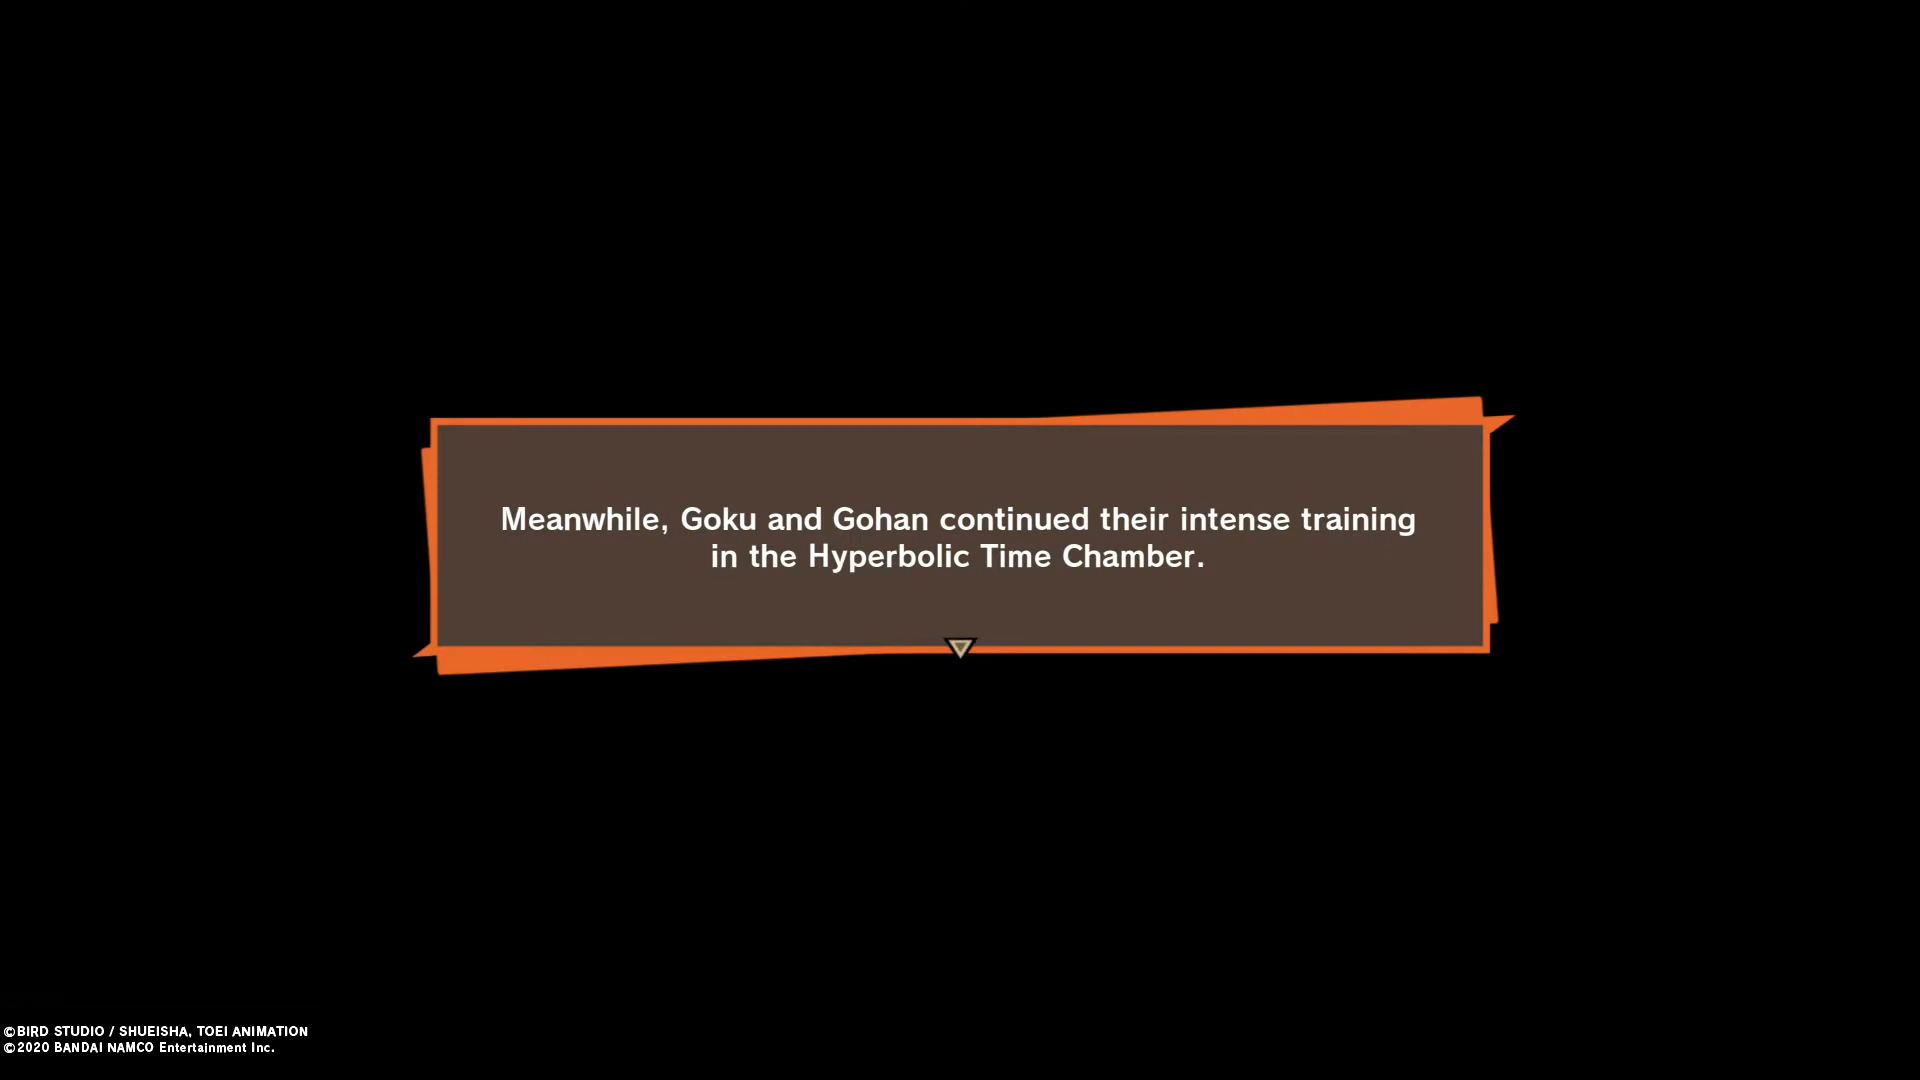 Meanwhile, Goku and Gohan continued their intense training
in the Hyperbolic Time Chamber.
©BIRD STUDIO / SHUEISHA, TOEI ANIMATION
©2020 BANDAI NAMCO Entertainment Inc.